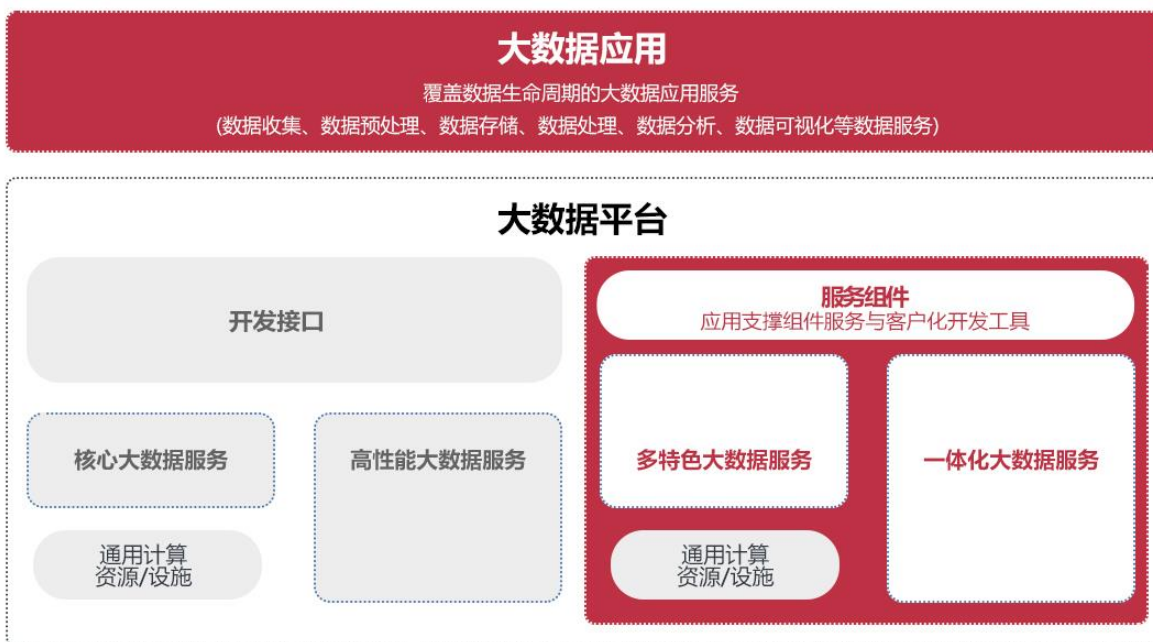 大数据应用
覆盖数据生命周期的大数据应用服务
(数据收集、数据预处理、数据存储、数据处理、数据分析、数据可视化等数据服务)
大数据平台
开发接口
服务组件
应用支撑组件服务与客户化开发工具
核心大数据服务
高性能大数据服务
多特色大数据服务
一体化大数据服务
通用计算
资源/设施
通用计算
资源/设施